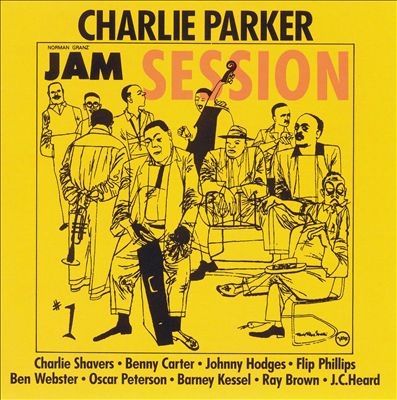 CHARLIE PARKER
NORMAN GRANZ'
JAM SESSION
#1
Charlie Shavers · Benny Carter · Johnny Hodges · Flip Phillips
Ben Webster · Oscar Peterson · Barney Kessel · Ray Brown · J.C.Heard